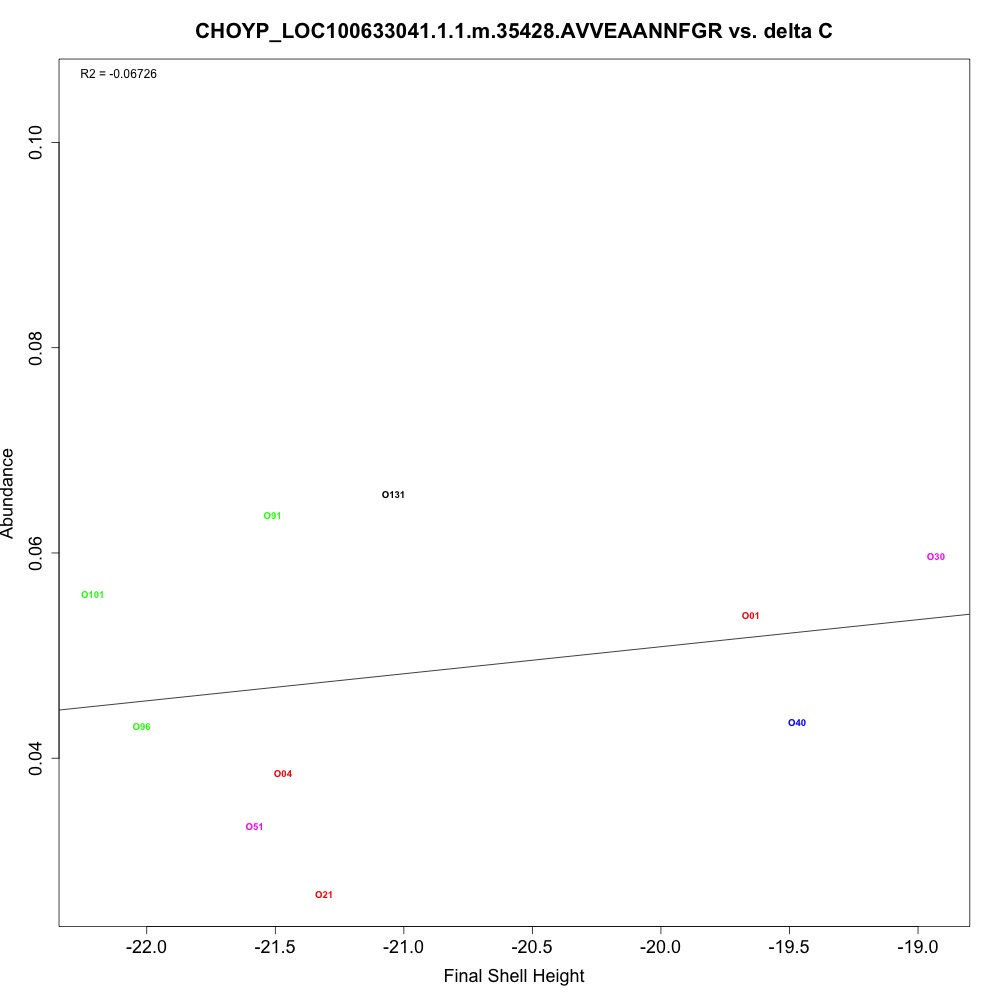 CHOYP_LOC100633041.1.1.m.35428.AVVEAANNFGR vs. delta C
R2 = -0.06726
0.10
0.08
0.06
0.04
Abundance
O131
O91
O30
O101
O01
O96
O40
O04
O51
O21
-22.0 -21.5 -21.0 -20.5 -20.0 -19.5 -19.0
Final Shell Height